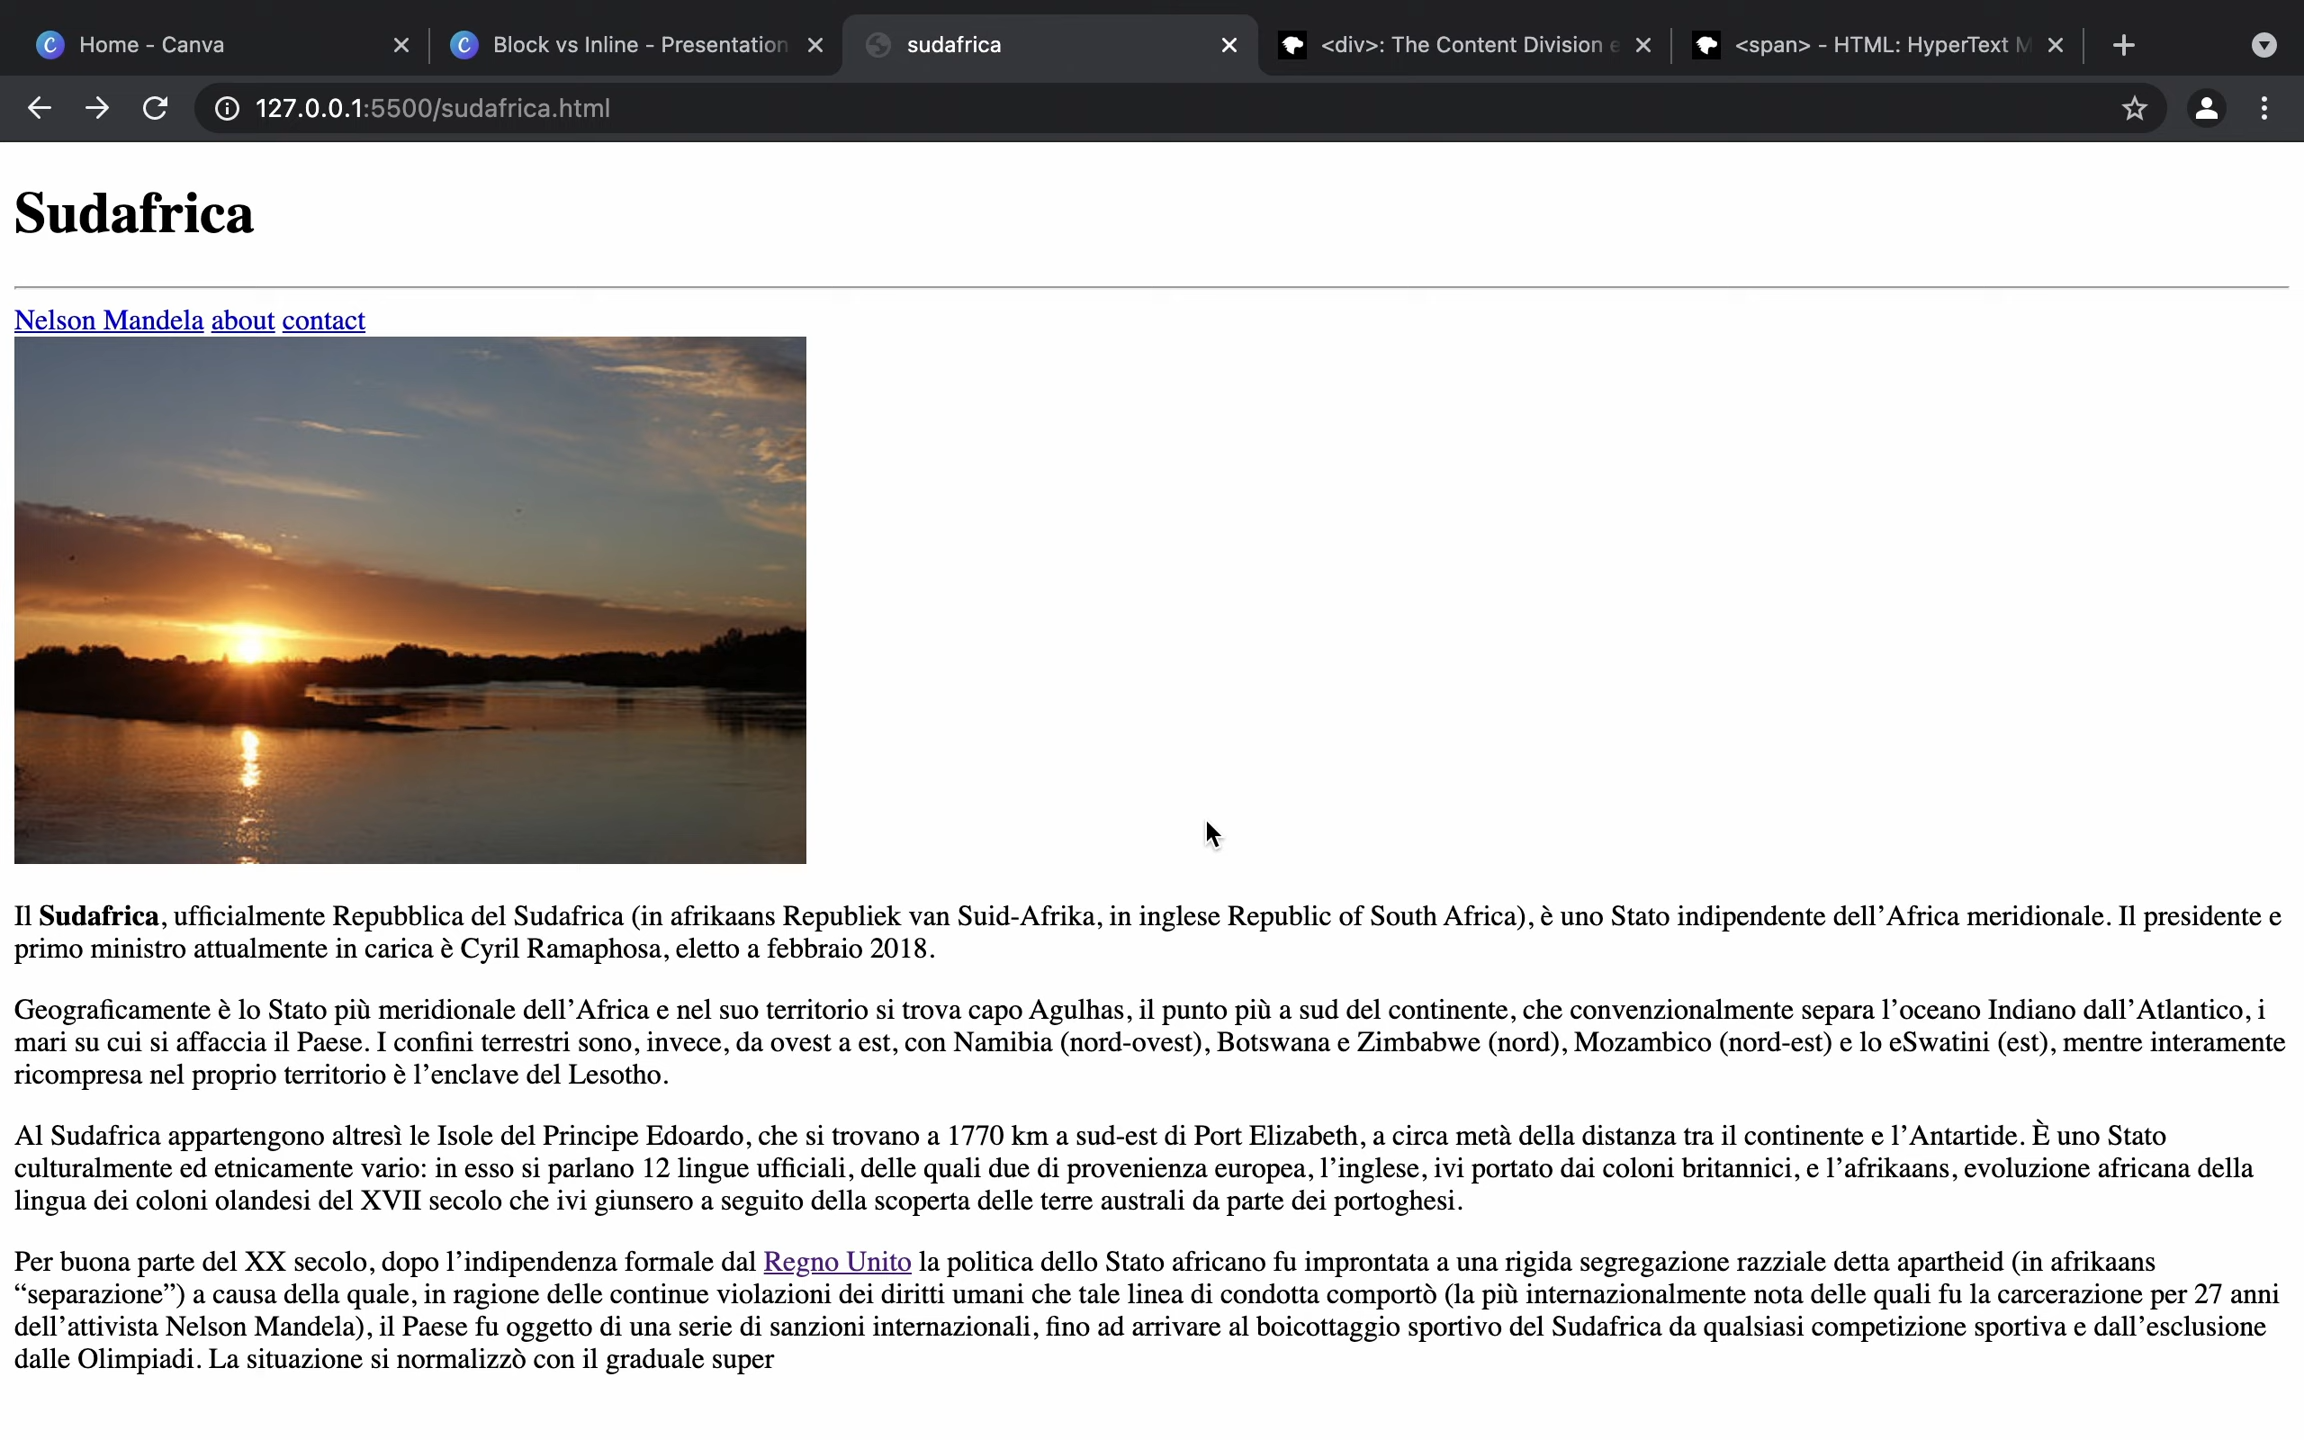 Home - Canva
Block vs Inline - Presentation
sudafrica
<div>: The Content Division e
<span> - HTML: HyperText M
127.0.0.1:5500/sudafrica.html
Sudafrica
Nelson Mandela about contact
Il Sudafrica, ufficialmente Repubblica del Sudafrica (in afrikaans Republiek van Suid-Afrika, in inglese Republic of South Africa), è uno Stato indipendente dell’Africa meridionale. Il presidente e
primo ministro attualmente in carica è Cyril Ramaphosa, eletto a febbraio 2018.
Geograficamente è lo Stato più meridionale dell’Africa e nel suo territorio si trova capo Agulhas, il punto più a sud del continente, che convenzionalmente separa l’oceano Indiano dall’Atlantico, i
mari su cui si affaccia il Paese. I confini terrestri sono, invece, da ovest a est, con Namibia (nord-ovest), Botswana e Zimbabwe (nord), Mozambico (nord-est) e lo eSwatini (est), mentre interamente
ricompresa nel proprio territorio è l’enclave del Lesotho.
Al Sudafrica appartengono altresì le Isole del Principe Edoardo, che si trovano a 1770 km a sud-est di Port Elizabeth, a circa metà della distanza tra il continente e l’Antartide. È uno Stato
culturalmente ed etnicamente vario: in esso si parlano 12 lingue ufficiali, delle quali due di provenienza europea, l’inglese, ivi portato dai coloni britannici, e l’afrikaans, evoluzione africana della
lingua dei coloni olandesi del XVII secolo che ivi giunsero a seguito della scoperta delle terre australi da parte dei portoghesi.
Per buona parte del XX secolo, dopo l’indipendenza formale dal Regno Unito la politica dello Stato africano fu improntata a una rigida segregazione razziale detta apartheid (in afrikaans
“separazione”) a causa della quale, in ragione delle continue violazioni dei diritti umani che tale linea di condotta comportò (la più internazionalmente nota delle quali fu la carcerazione per 27 anni
dell’attivista Nelson Mandela), il Paese fu oggetto di una serie di sanzioni internazionali, fino ad arrivare al boicottaggio sportivo del Sudafrica da qualsiasi competizione sportiva e dall’esclusione
dalle Olimpiadi. La situazione si normalizzò con il graduale super